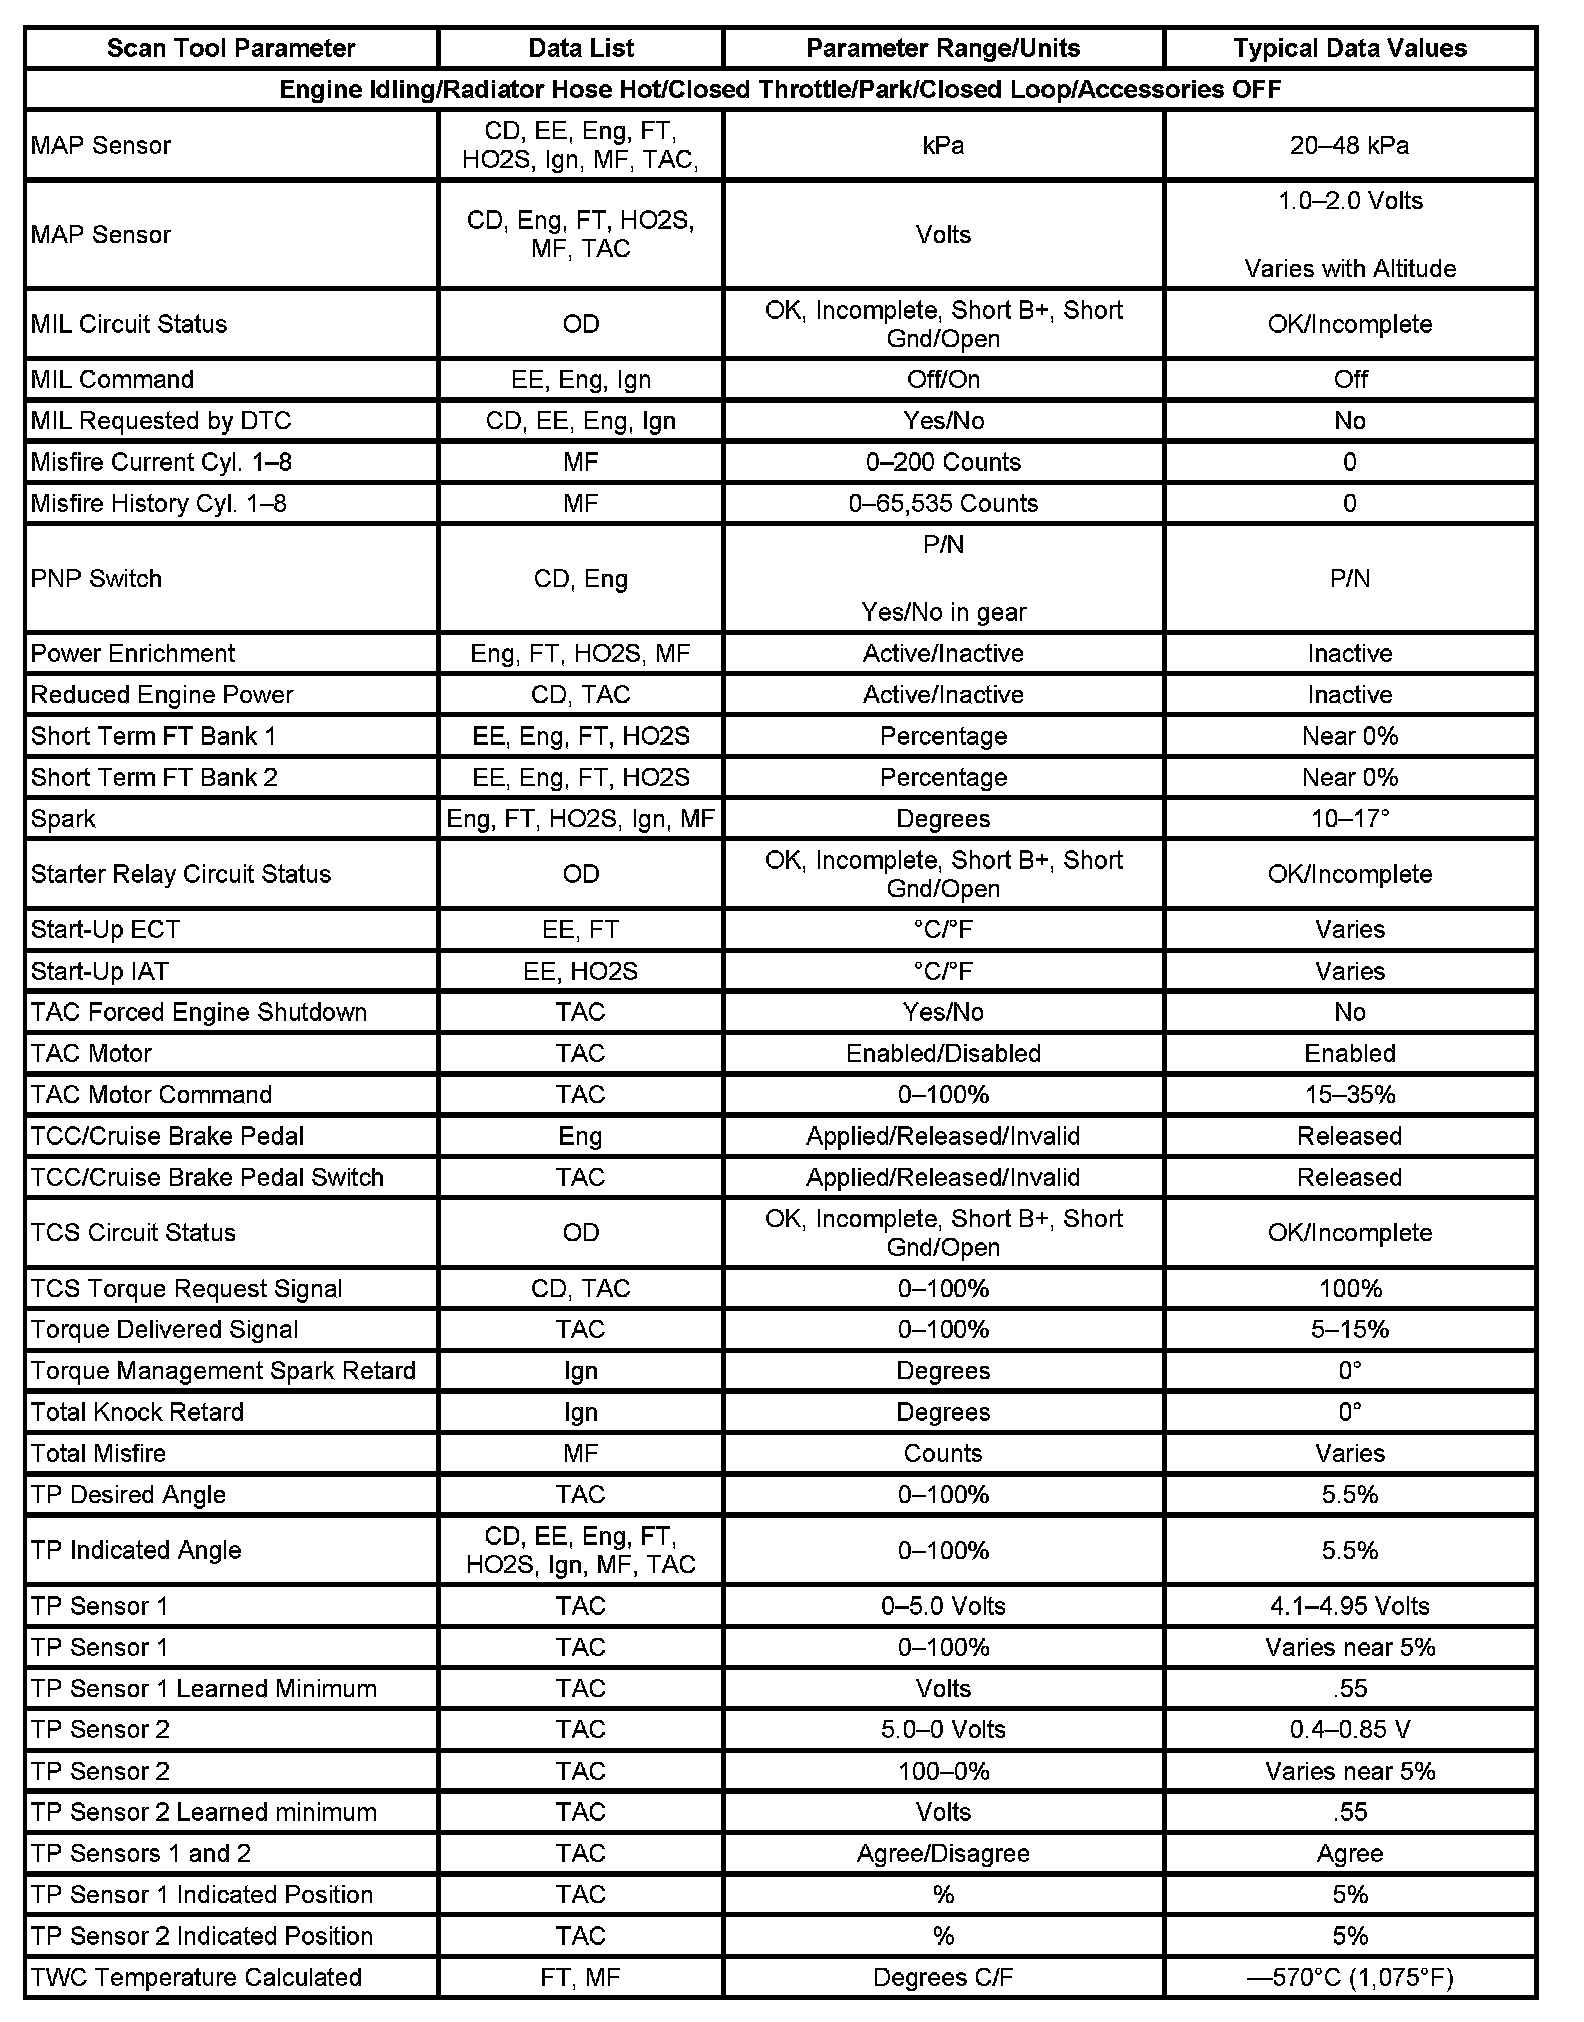 Scan Tool Parameter Data List Parameter Range/Units Typical Data Values
Engine Idling/Radiator Hose Hot/Closed Throttle/Park/Closed Loop/Accessories OFF
MAP Sensor CD, EE, Eng, FT, HO2S, Ign, MF, TAC, kPa 20–48 kPa
MAP Sensor CD, Eng, FT, HO2S, MF, TAC Volts 1.0–2.0 Volts Varies with Altitude
MIL Circuit Status OD OK, Incomplete, Short B+, Short Gnd/Open OK/Incomplete
MIL Command EE, Eng, Ign Off/On Off
MIL Requested by DTC CD, EE, Eng, Ign Yes/No No
Misfire Current Cyl. 1–8 MF 0–200 Counts 0
Misfire History Cyl. 1–8 MF 0–65,535 Counts 0
PNP Switch CD, Eng P/N Yes/No in gear P/N
Power Enrichment Eng, FT, HO2S, MF Active/Inactive Inactive
Reduced Engine Power CD, TAC Active/Inactive Inactive
Short Term FT Bank 1 EE, Eng, FT, HO2S Percentage Near 0%
Short Term FT Bank 2 EE, Eng, FT, HO2S Percentage Near 0%
Spark Eng, FT, HO2S, Ign, MF Degrees 10–17°
Starter Relay Circuit Status OD OK, Incomplete, Short B+, Short Gnd/Open OK/Incomplete
Start-Up ECT EE, FT °C/°F Varies
Start-Up IAT EE, HO2S °C/°F Varies
TAC Forced Engine Shutdown TAC Yes/No No
TAC Motor TAC Enabled/Disabled Enabled
TAC Motor Command TAC 0–100% 15–35%
TCC/Cruise Brake Pedal Eng Applied/Released/Invalid Released
TCC/Cruise Brake Pedal Switch TAC Applied/Released/Invalid Released
TCS Circuit Status OD OK, Incomplete, Short B+, Short Gnd/Open OK/Incomplete
TCS Torque Request Signal CD, TAC 0–100% 100%
Torque Delivered Signal TAC 0–100% 5–15%
Torque Management Spark Retard Ign Degrees 0°
Total Knock Retard Ign Degrees 0°
Total Misfire MF Counts Varies
TP Desired Angle TAC 0–100% 5.5%
TP Indicated Angle CD, EE, Eng, FT, HO2S, Ign, MF, TAC 0–100% 5.5%
TP Sensor 1 TAC 0–5.0 Volts 4.1–4.95 Volts
TP Sensor 1 TAC 0–100% Varies near 5%
TP Sensor 1 Learned Minimum TAC Volts .55
TP Sensor 2 TAC 5.0–0 Volts 0.4–0.85 V
TP Sensor 2 TAC 100–0% Varies near 5%
TP Sensor 2 Learned minimum TAC Volts .55
TP Sensors 1 and 2 TAC Agree/Disagree Agree
TP Sensor 1 Indicated Position TAC % 5%
TP Sensor 2 Indicated Position TAC % 5%
TWC Temperature Calculated FT, MF Degrees C/F —570°C (1,075°F)